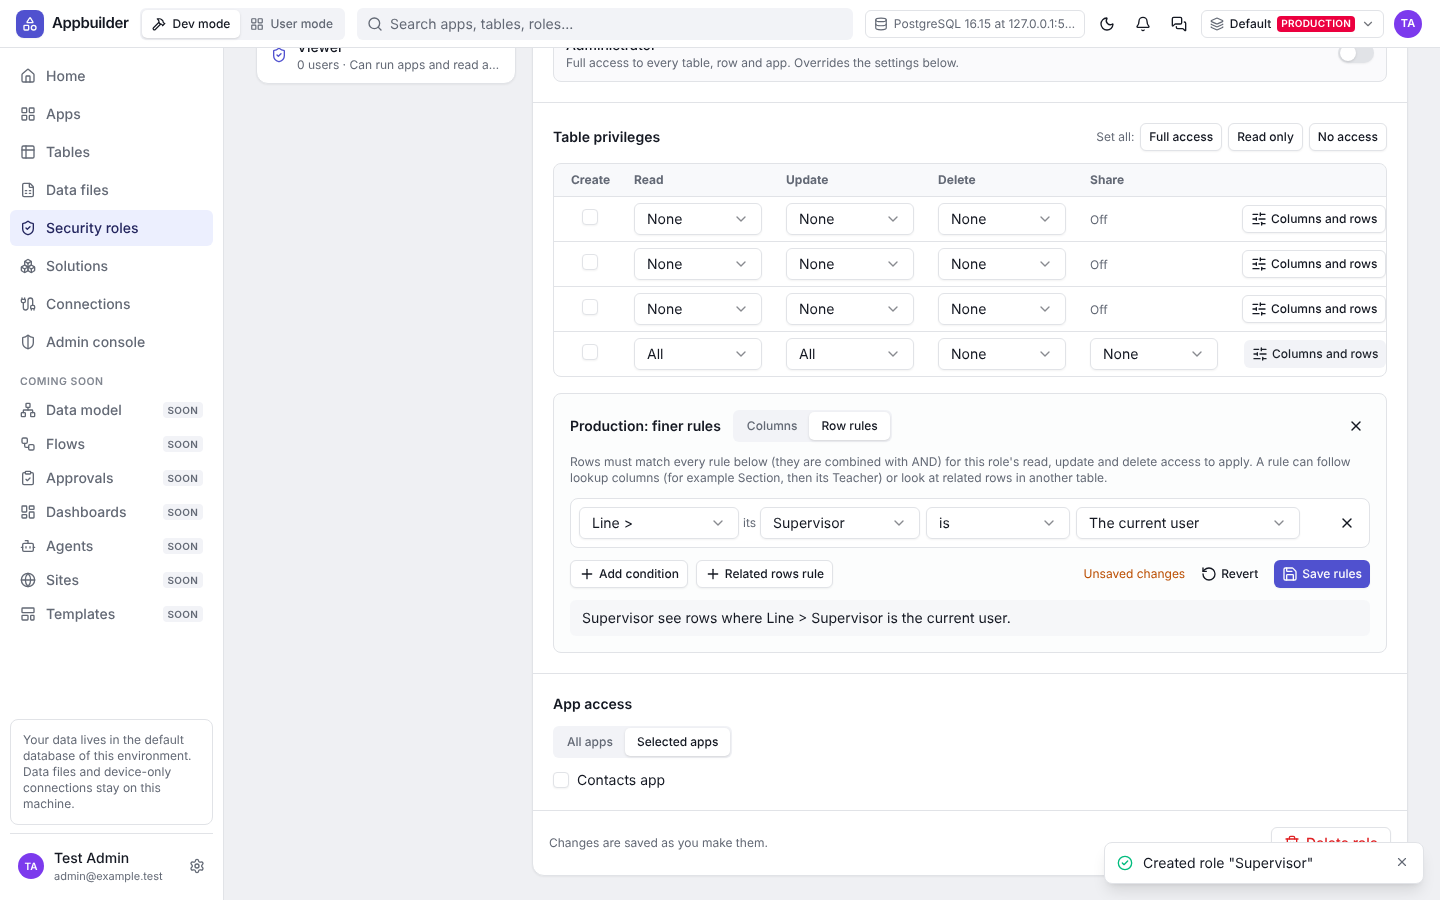 Appbuilder
Dev mode
User mode
Search apps, tables, roles...
PostgreSQL 16.15 at 127.0.0.1:5...
Default PRODUCTION
TA
Home
Apps
Tables
Data files
Security roles
Solutions
Connections
Admin console
COMING SOON
Data model SOON
Flows SOON
Approvals SOON
Dashboards SOON
Agents SOON
Sites SOON
Templates SOON
Your data lives in the default
database of this environment.
Data files and device-only
connections stay on this
machine.
TA
Test Admin
admin@example.test
Viewer
0 users · Can run apps and read a...
Administrator
Full access to every table, row and app. Overrides the settings below.
Table privileges
Set all: Full access Read only No access
Create Read Update Delete Share
None None None Off Columns and rows
None None None Off Columns and rows
None None None Off Columns and rows
All All None None Columns and rows
Production: finer rules Columns Row rules
Rows must match every rule below (they are combined with AND) for this role's read, update and delete access to apply. A rule can follow
lookup columns (for example Section, then its Teacher) or look at related rows in another table.
Line > its Supervisor is The current user
Add condition Related rows rule Unsaved changes Revert Save rules
Supervisor see rows where Line > Supervisor is the current user.
App access
All apps Selected apps
Contacts app
Changes are saved as you make them.
Delete role
Created role "Supervisor"